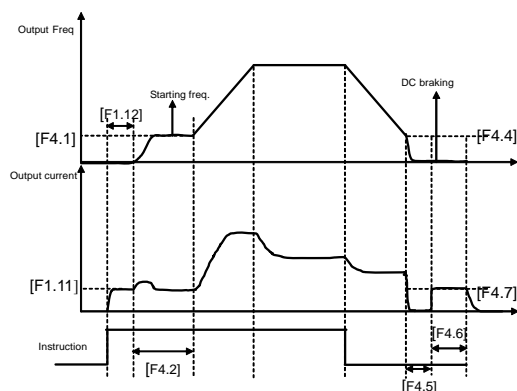 Output Freq
Starting freq.
DC braking
[F1.12]
[F4.1]
[F4.4]
Output current
[F1.11]
[F4.7]
[F4.6]
Instruction
[F4.2]
[F4.5]